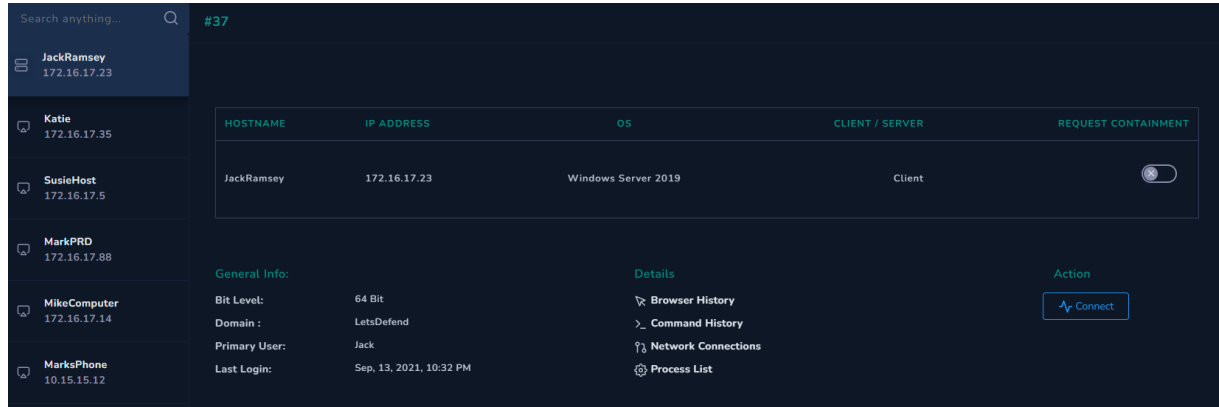 Search anything...
#37
JackRamsey
172.16.17.23
Katie
172.16.17.35
SusieHost
172.16.17.5
MarkPRD
172.16.17.88
MikeComputer
172.16.17.14
MarksPhone
10.15.15.12
HOSTNAME IP ADDRESS OS CLIENT / SERVER REQUEST CONTAINMENT
JackRamsey 172.16.17.23 Windows Server 2019 Client
General Info:
Bit Level: 64 Bit
Domain : LetsDefend
Primary User: Jack
Last Login: Sep, 13, 2021, 10:32 PM
Details
Browser History
Command History
Network Connections
Process List
Action
Connect